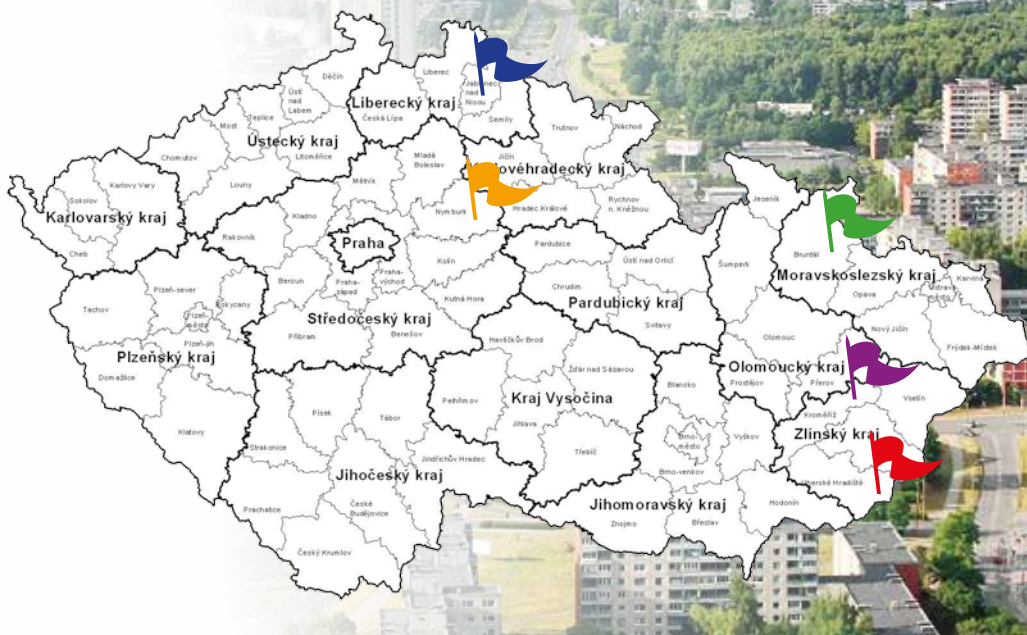 Děčín
Liberec
Ústí
nad
Labem
Jablonec
nad
Nisou
Liberecký kraj
Teplice
Česká Lípa
Semily
Most
Ústecký kraj
Trutnov
Náchod
Chomutov
Litoměřice
Mladá
Boleslav
Jičín
Královéhradecký kraj
Karlovy Vary
Louny
Mělník
Jeseník
Sokolov
Karlovarský kraj
Kladno
Nymburk
Hradec Králové
Rychnov
n. Kněžnou
Cheb
Rakovník
Praha
Pardubice
Bruntál
Kolín
Ústí nad Orlicí
Šumperk
Moravskoslezský kraj
Karviná
Beroun
Praha-
západ
Praha-
východ
Chrudim
Opava
Ostrava-
město
Plzeň-sever
Rokycany
Kutná Hora
Pardubický kraj
Tachov
Plzeň-
město
Středočeský kraj
Svitavy
Nový Jičín
Příbram
Benešov
Havlíčkův Brod
Olomouc
Frýdek-Místek
Plzeň-jih
Plzeňský kraj
Žďár nad Sázavou
Olomoucký kraj
Domažlice
Blansko
Prostějov
Přerov
Pelhřimov
Kraj Vysočina
Vsetín
Písek
Tábor
Kroměříž
Klatovy
Jihlava
Brno-
město
Vyškov
Zlínský kraj
Strakonice
Třebíč
Jindřichův Hradec
Jihočeský kraj
Brno-venkov
Uherské Hradiště
Prachatice
České
Budějovice
Jihomoravský kraj
Hodonín
Znojmo
Břeclav
Český Krumlov